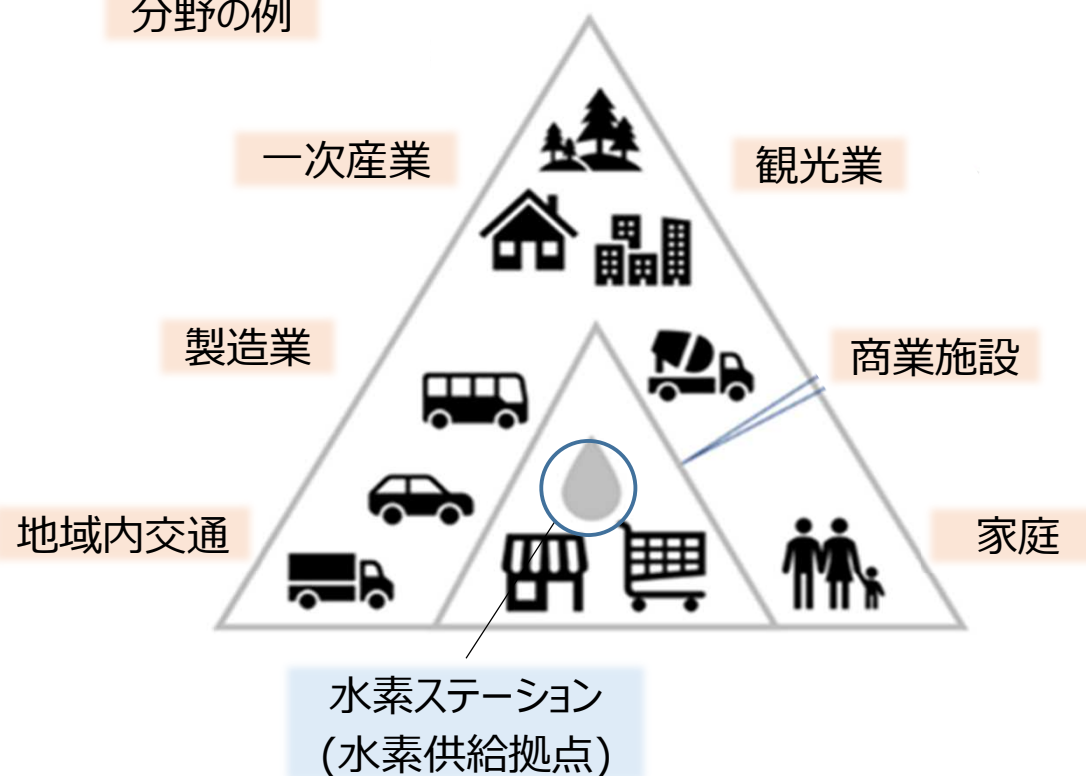 分野の例
一次産業
観光業
製造業
商業施設
地域内交通
家庭
水素ステーション
(水素供給拠点)